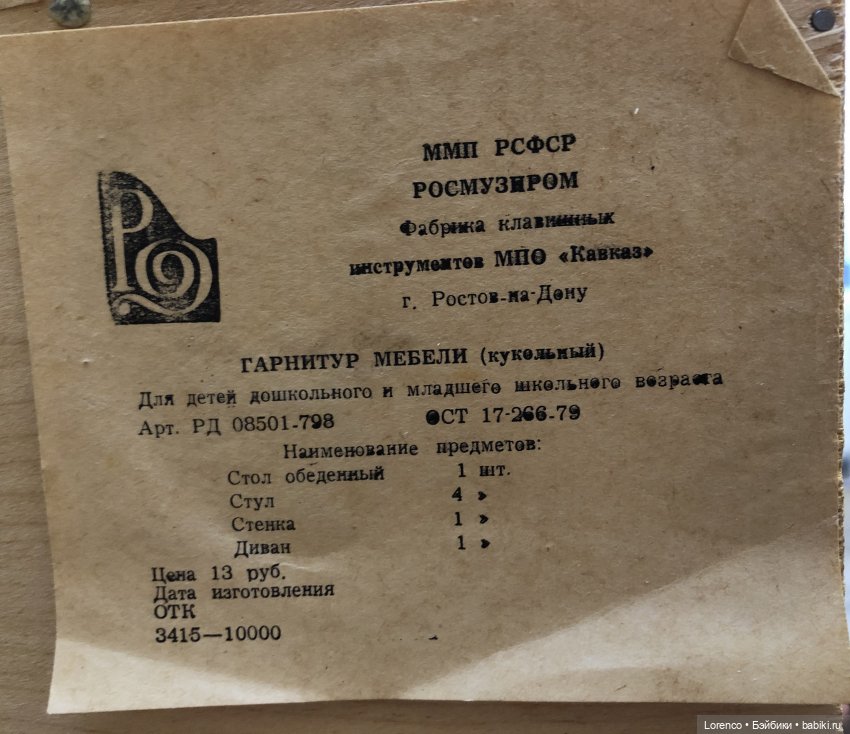 ММП РСФСР
РОСМУЗПРОМ
Фабрика клавишных
инструментов МПО «Кавказ»
г. Ростов-на-Дону
РД
ГАРНИТУР МЕБЕЛИ (кукольный)
Для детей дошкольного и младшего школьного возраста
Арт. РД 08501-798 ОСТ 17-266-79
Наименование предметов:
Стол обеденный 1 шт.
Стул 4 »
Стенка 1 »
Диван 1 »
Цена 13 руб.
Дата изготовления
ОТК
3415—10000
Lorenco • Бэйбики • babiki.ru